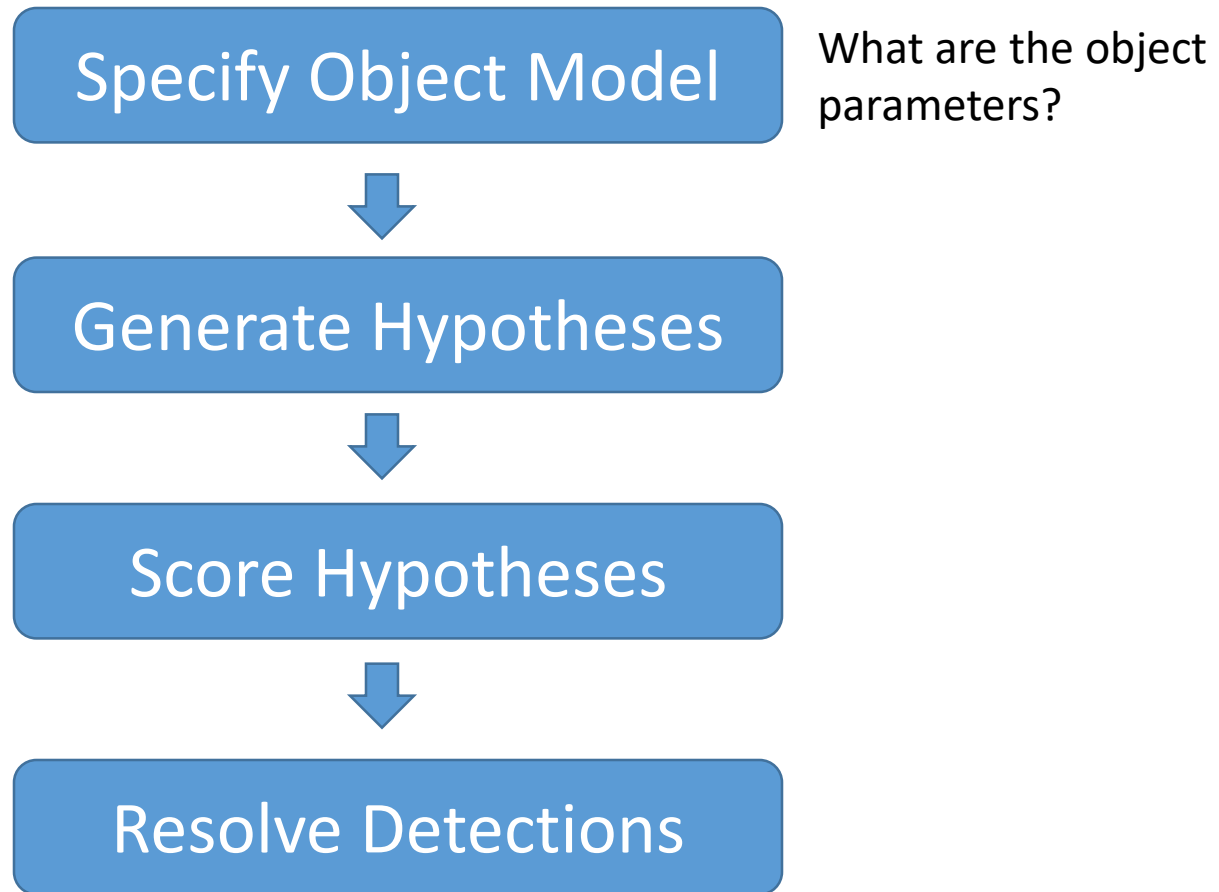 Specify Object Model
What are the object
parameters?
Generate Hypotheses
Score Hypotheses
Resolve Detections